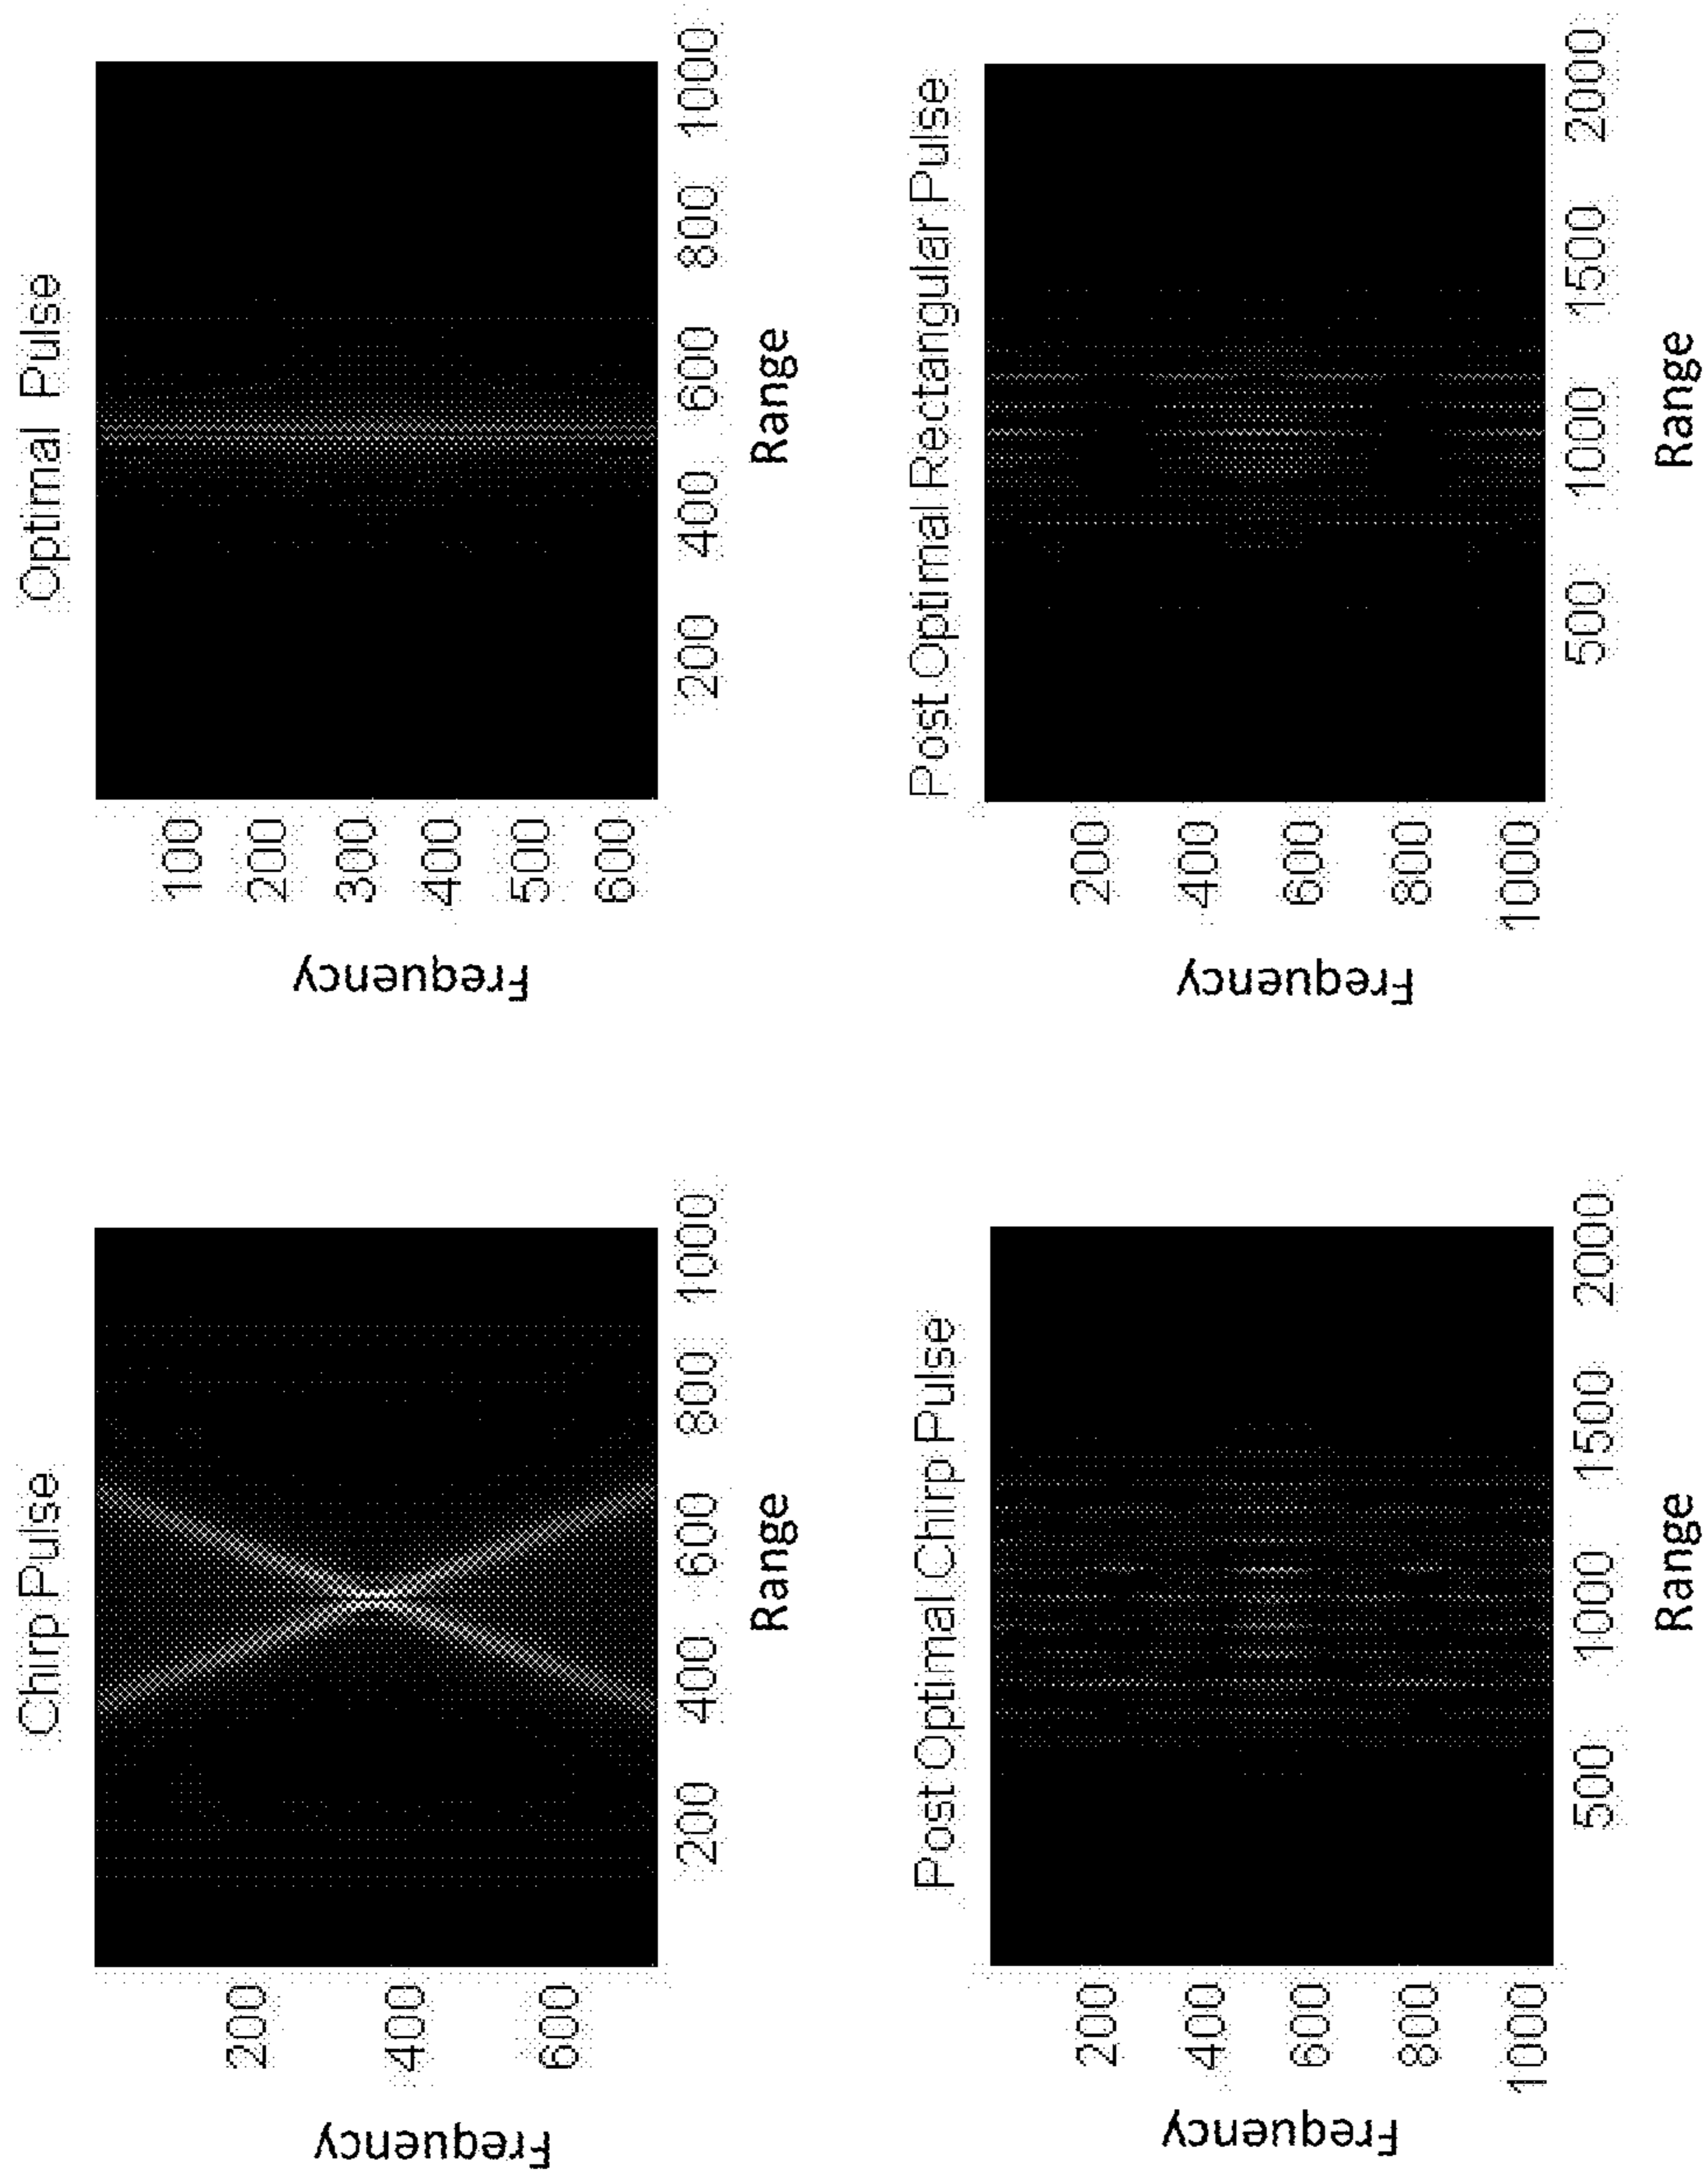 Chirp Pulse
Frequency
200
400
600
200 400 600 800 1000
Range
Optimal Pulse
Frequency
100
200
300
400
500
600
200 400 600 800 1000
Range
Post Optimal Chirp Pulse
Frequency
200
400
600
800
1000
500 1000 1500 2000
Range
Post Optimal Rectangular Pulse
Frequency
200
400
600
800
1000
500 1000 1500 2000
Range